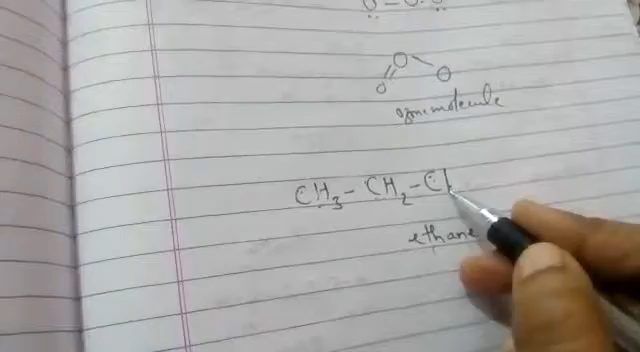 O = O - O
ozone molecule
CH3 - CH2 - Cl
ethane